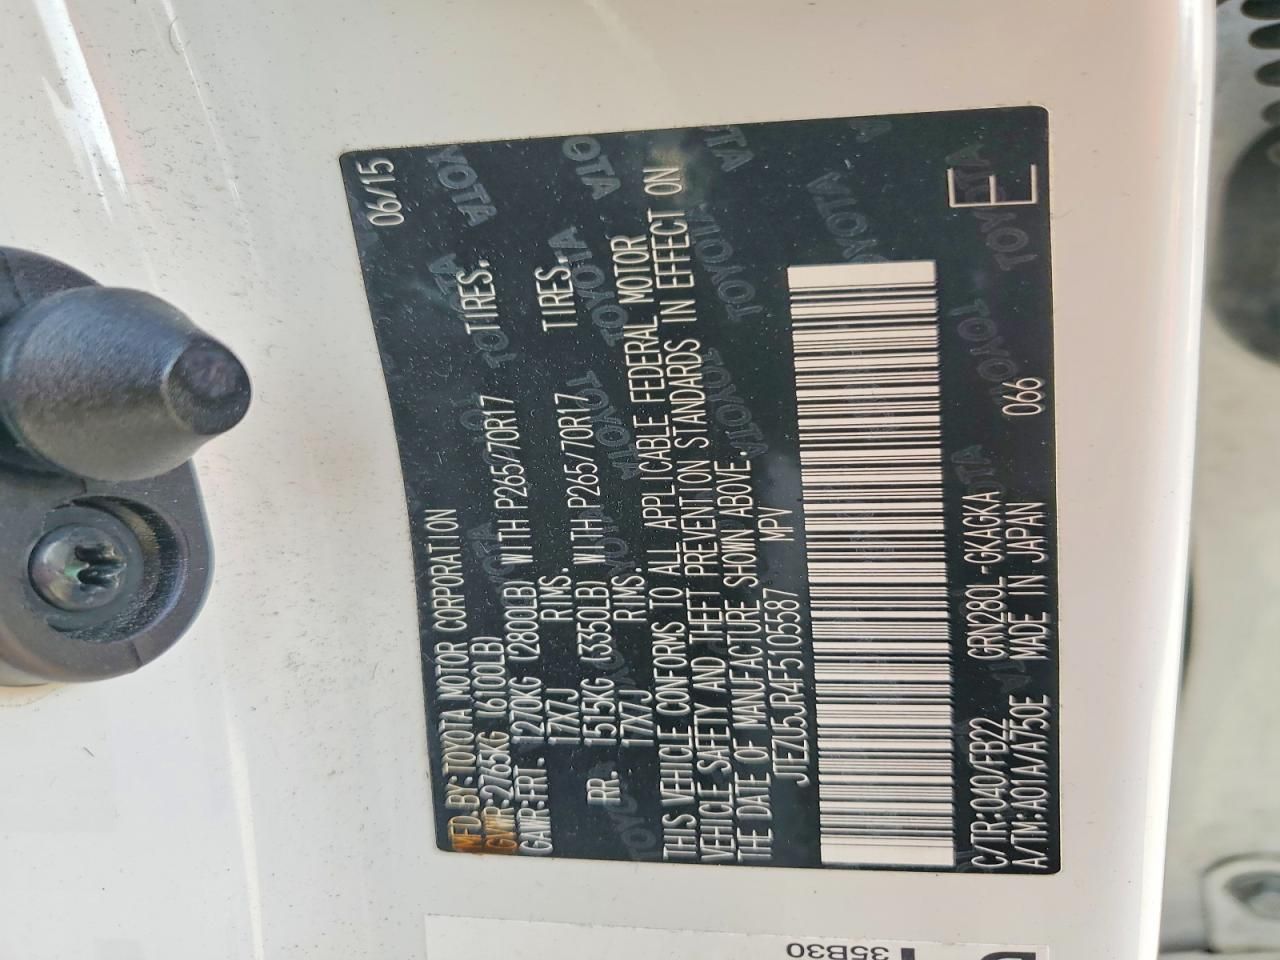 MFD. BY: TOYOTA MOTOR CORPORATION 06/15
GVWR: 2765KG (6100LB)
GAWR: FRT. 1270KG (2800LB) WITH P265/70R17 TIRES.
17X7J RIMS.
RR. 1515KG (3350LB) WITH P265/70R17 TIRES.
17X7J RIMS.
THIS VEHICLE CONFORMS TO ALL APPLICABLE FEDERAL MOTOR
VEHICLE SAFETY AND THEFT PREVENTION STANDARDS IN EFFECT ON
THE DATE OF MANUFACTURE SHOWN ABOVE.
JTEZU5JR4F5105587 MPV
C/TR: 040/FB22 GRN280L-GKAGKA 066
A/TM: A01A/A750E MADE IN JAPAN
E
35B30